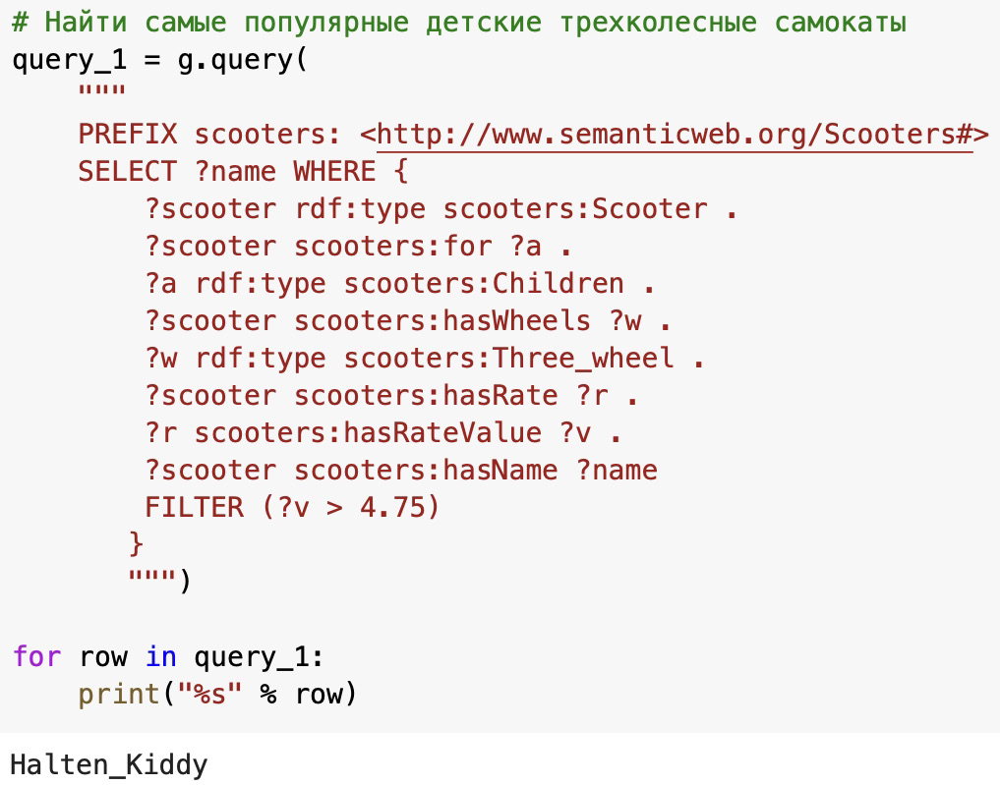 # Найти самые популярные детские трехколесные самокаты
query_1 = g.query(
    """
    PREFIX scooters: <http://www.semanticweb.org/Scooters#>
    SELECT ?name WHERE {
        ?scooter rdf:type scooters:Scooter .
        ?scooter scooters:for ?a .
        ?a rdf:type scooters:Children .
        ?scooter scooters:hasWheels ?w .
        ?w rdf:type scooters:Three_wheel .
        ?scooter scooters:hasRate ?r .
        ?r scooters:hasRateValue ?v .
        ?scooter scooters:hasName ?name
        FILTER (?v > 4.75)
       }
       """)

for row in query_1:
    print("%s" % row)
Halten_Kiddy